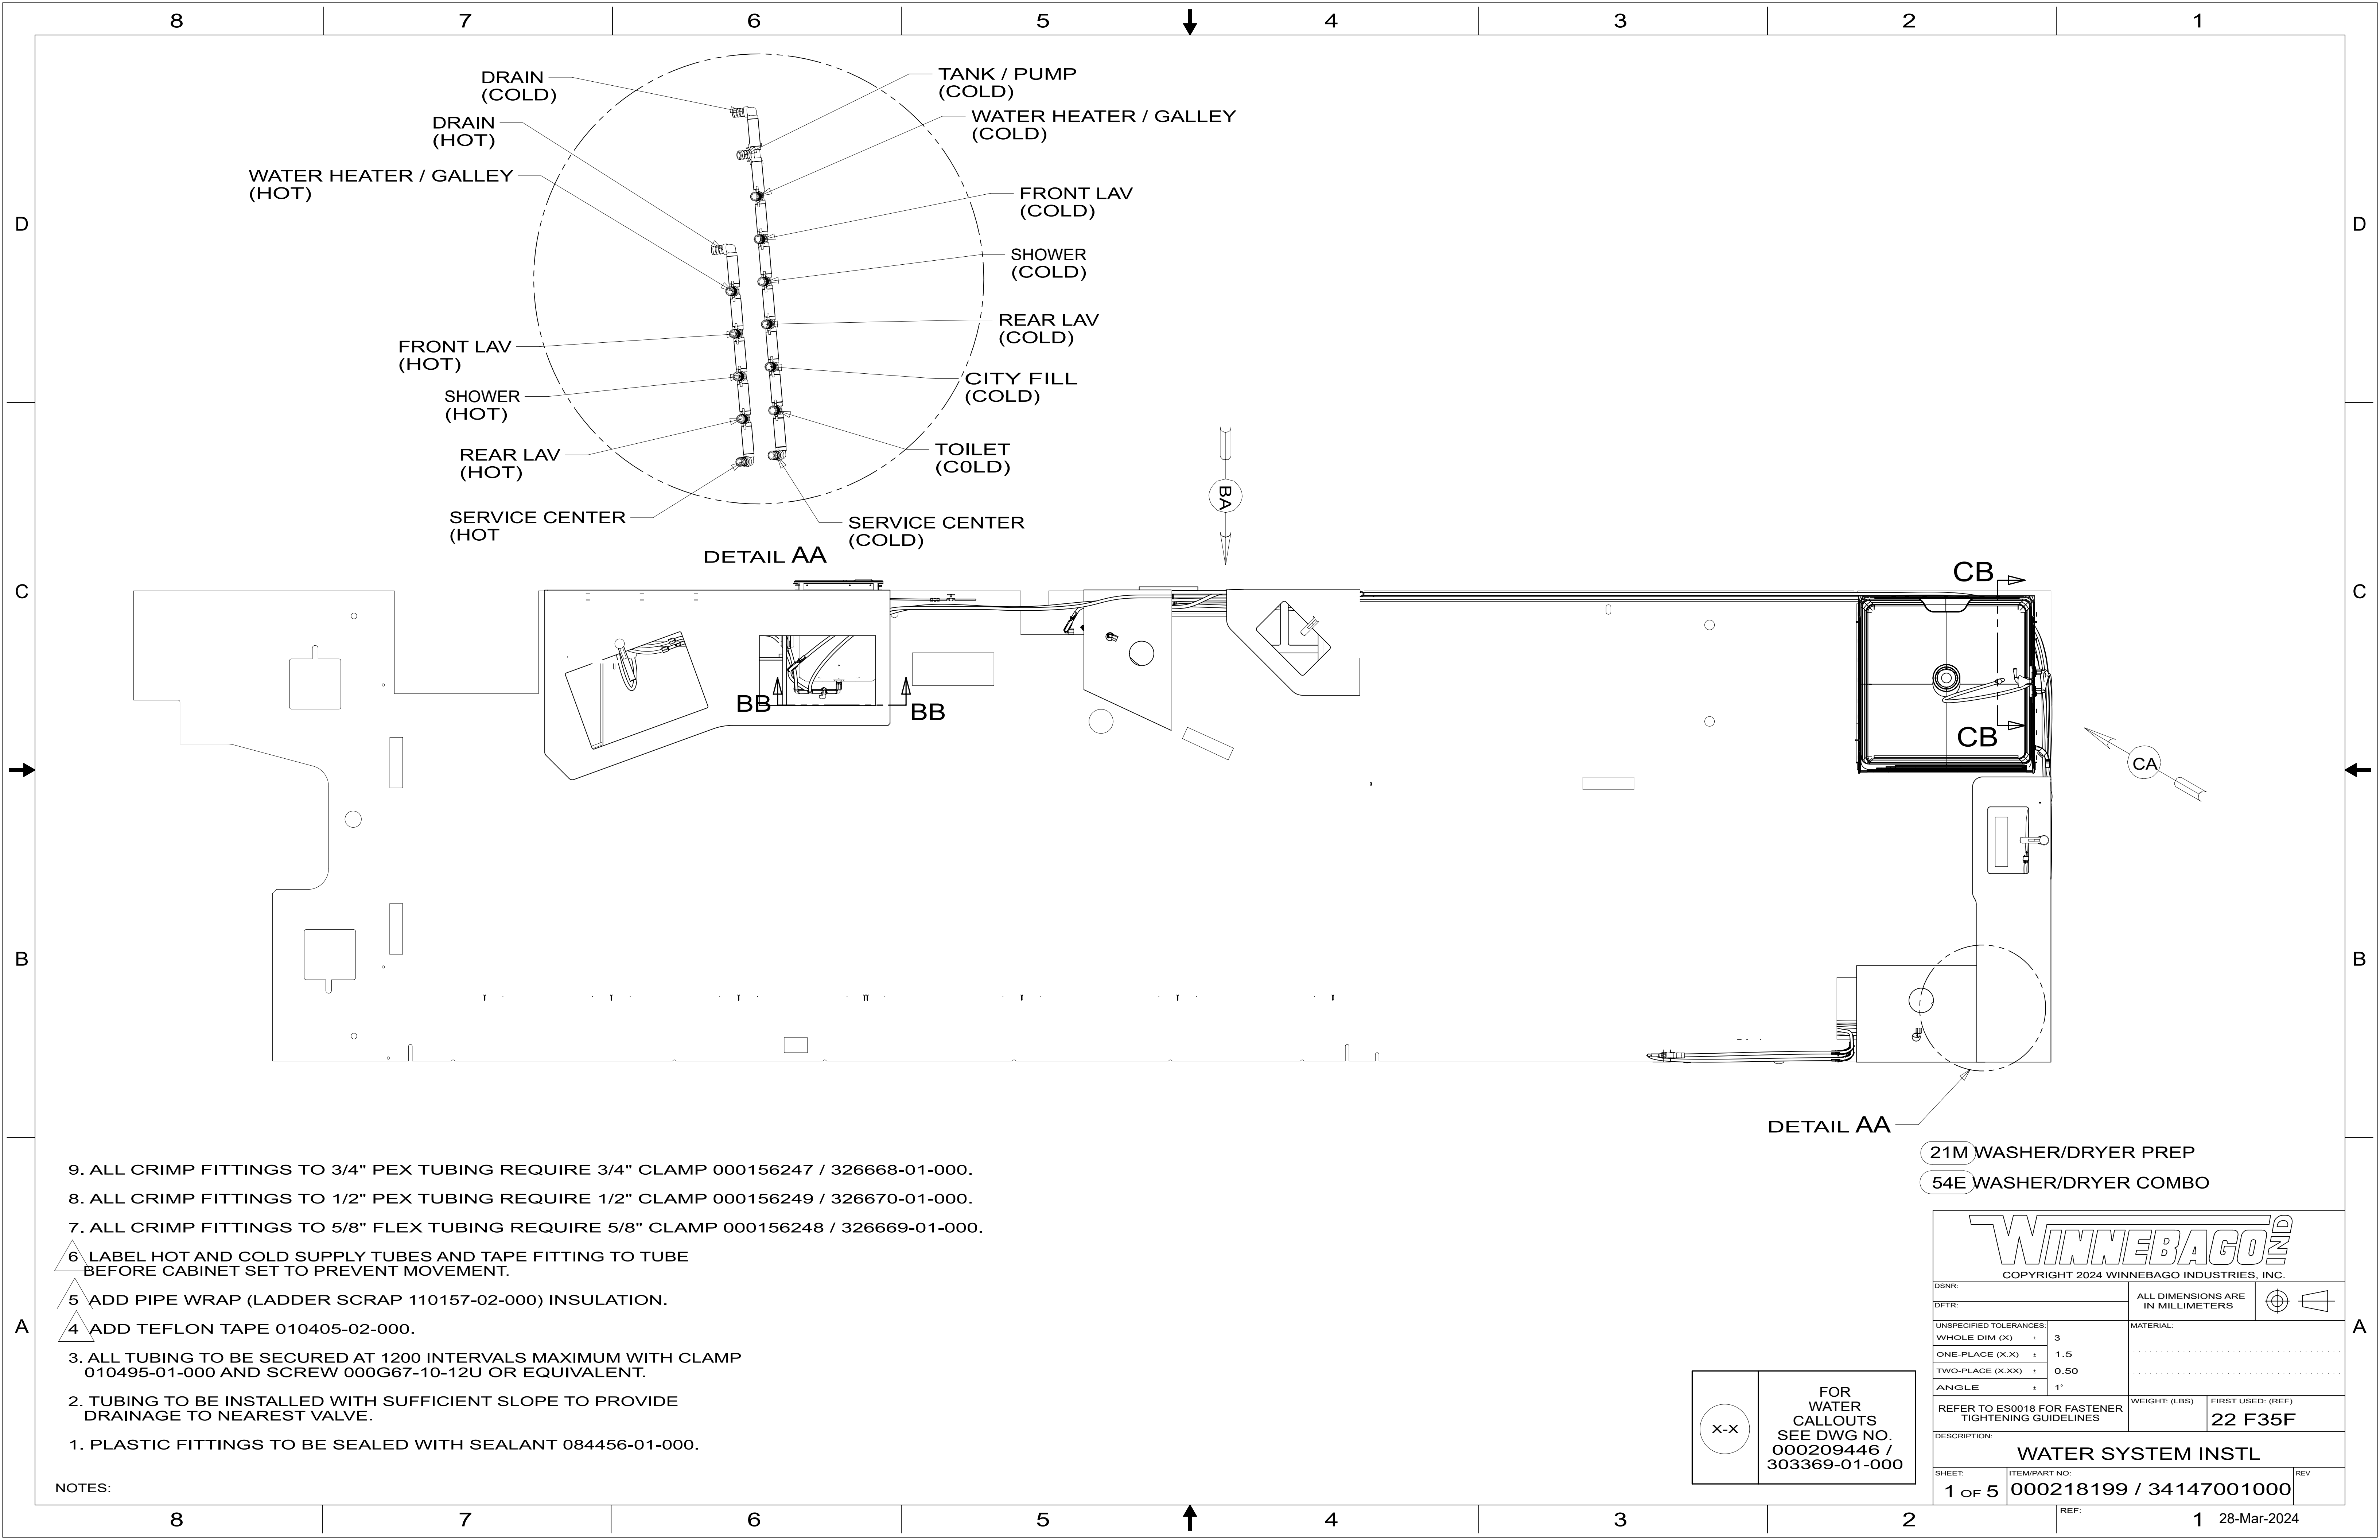 8 7 6 5 4 3 2 1
DRAIN
(COLD)
TANK / PUMP
(COLD)
DRAIN
(HOT)
WATER HEATER / GALLEY
(COLD)
WATER HEATER / GALLEY
(HOT)
FRONT LAV
(COLD)
D
D
SHOWER
(COLD)
REAR LAV
(COLD)
FRONT LAV
(HOT)
CITY FILL
(COLD)
SHOWER
(HOT)
TOILET
(C0LD)
REAR LAV
(HOT)
SERVICE CENTER
(HOT
SERVICE CENTER
(COLD)
DETAIL AA
BA
C
C
CB
CB
BB
BB
CA
B
B
DETAIL AA
21M WASHER/DRYER PREP
54E WASHER/DRYER COMBO
9. ALL CRIMP FITTINGS TO 3/4" PEX TUBING REQUIRE 3/4" CLAMP 000156247 / 326668-01-000.
8. ALL CRIMP FITTINGS TO 1/2" PEX TUBING REQUIRE 1/2" CLAMP 000156249 / 326670-01-000.
7. ALL CRIMP FITTINGS TO 5/8" FLEX TUBING REQUIRE 5/8" CLAMP 000156248 / 326669-01-000.
6 LABEL HOT AND COLD SUPPLY TUBES AND TAPE FITTING TO TUBE
BEFORE CABINET SET TO PREVENT MOVEMENT.
5 ADD PIPE WRAP (LADDER SCRAP 110157-02-000) INSULATION.
4 ADD TEFLON TAPE 010405-02-000.
3. ALL TUBING TO BE SECURED AT 1200 INTERVALS MAXIMUM WITH CLAMP
010495-01-000 AND SCREW 000G67-10-12U OR EQUIVALENT.
2. TUBING TO BE INSTALLED WITH SUFFICIENT SLOPE TO PROVIDE
DRAINAGE TO NEAREST VALVE.
1. PLASTIC FITTINGS TO BE SEALED WITH SEALANT 084456-01-000.
NOTES:
A
A
X-X
FOR
WATER
CALLOUTS
SEE DWG NO.
000209446 /
303369-01-000
WINNEBAGO IND
COPYRIGHT 2024 WINNEBAGO INDUSTRIES, INC.
DSNR:
DFTR:
ALL DIMENSIONS ARE
IN MILLIMETERS
UNSPECIFIED TOLERANCES:
WHOLE DIM (X) ± 3
ONE-PLACE (X.X) ± 1.5
TWO-PLACE (X.XX) ± 0.50
ANGLE ± 1°
MATERIAL:
REFER TO ES0018 FOR FASTENER
TIGHTENING GUIDELINES
WEIGHT: (LBS)
FIRST USED: (REF)
22 F35F
DESCRIPTION:
WATER SYSTEM INSTL
SHEET:
1 OF 5
ITEM/PART NO:
000218199 / 34147001000
REV
REF:
8 7 6 5 4 3 2 1
28-Mar-2024